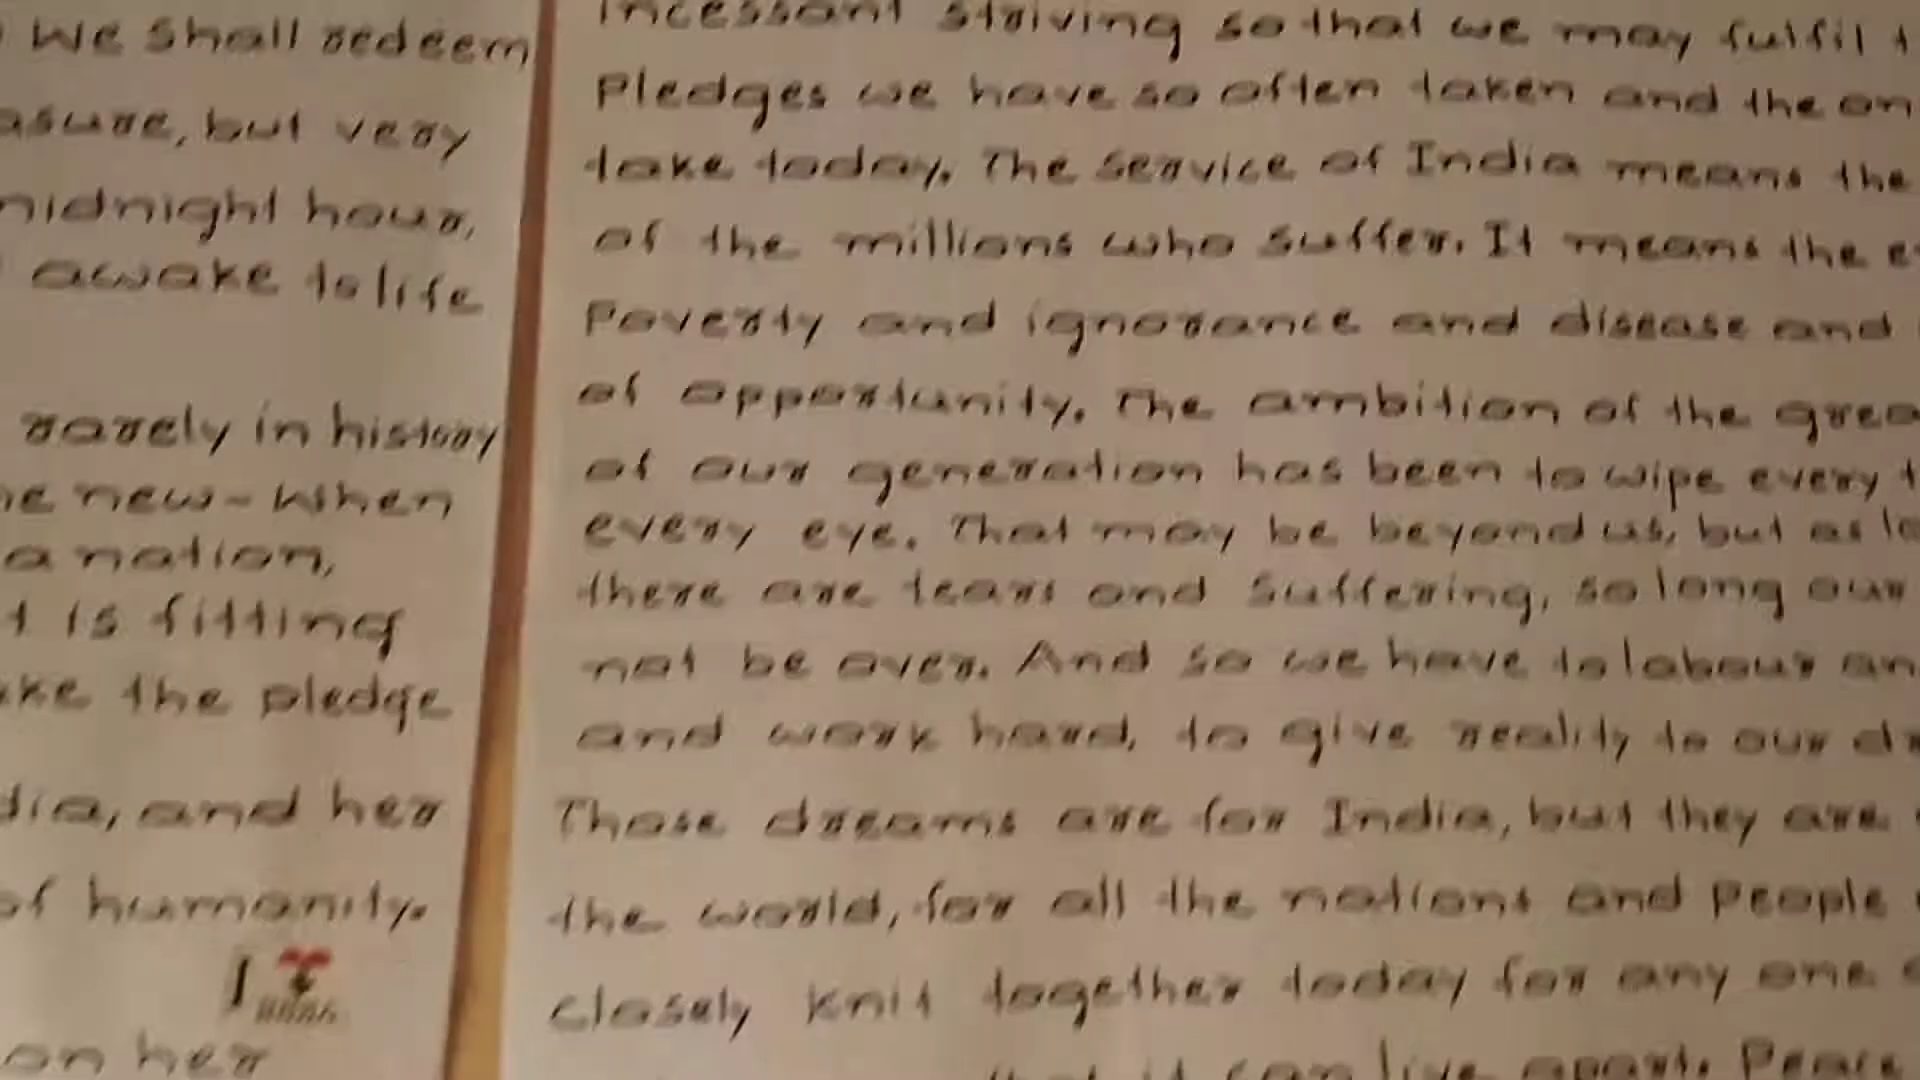 We shall redeem
but very
hour,
awake to life
rarely in history
new-when
a nation,
is fitting
the pledge
and her
of humanity.
on her
incessant striving so that we may fulfil
Pledges we have so often taken and the on
take today. The service of India means the
of the millions who suffer. It means the
Poverty and ignorance and disease and
of opportunity. The ambition of the
of our generation has been to wipe every
every eye. That may be beyond us, but as
there are tears and suffering, so long our
not be over. And so we have to labour
and work hard, to give reality to our
Those dreams are for India, but they are
the world, for all the nations and people
closely knit together today for any one
it can live apart. Peace